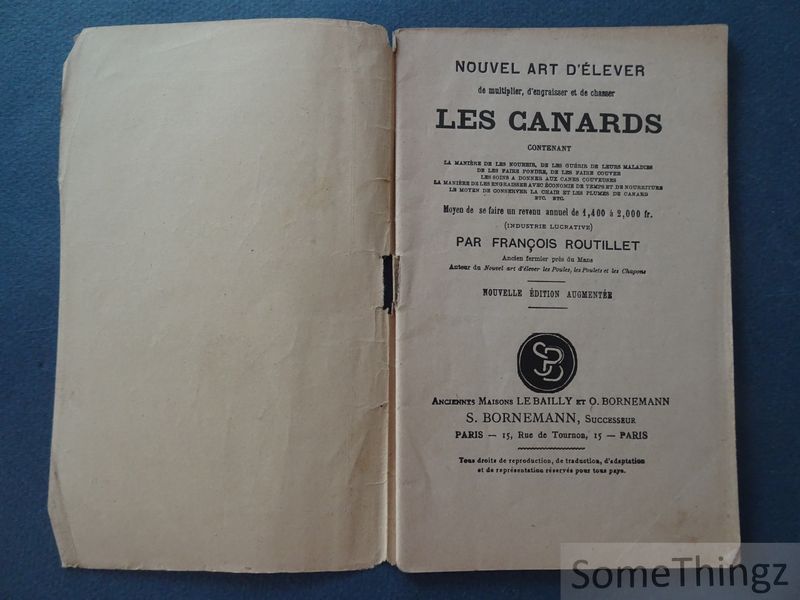 NOUVEL ART D'ÉLEVER
de multiplier, d'engraisser et de chasser
LES CANARDS
CONTENANT
LA MANIÈRE DE LES NOURRIR, DE LES GUÉRIR DE LEURS MALADIES
DE LES FAIRE PONDRE, DE LES FAIRE COUVER
LES SOINS A DONNER AUX CANES COUVEUSES
LA MANIÈRE DE LES ENGRAISSER AVEC ÉCONOMIE DE TEMPS ET DE NOURRITURE
LE MOYEN DE CONSERVER LA CHAIR ET LES PLUMES DE CANARD
ETC. ETC.
Moyen de se faire un revenu annuel de 1,400 à 2,000 fr.
(INDUSTRIE LUCRATIVE)
PAR FRANÇOIS ROUTILLET
Ancien fermier près du Mans
Auteur du Nouvel art d'élever les Poules, les Poulets et les Chapons
NOUVELLE ÉDITION AUGMENTÉE
SB
ANCIENNES MAISONS LE BAILLY ET O. BORNEMANN
S. BORNEMANN, SUCCESSEUR
PARIS — 15, Rue de Tournon, 15 — PARIS
Tous droits de reproduction, de traduction, d'adaptation
et de représentation réservés pour tous pays.
SomeThingz